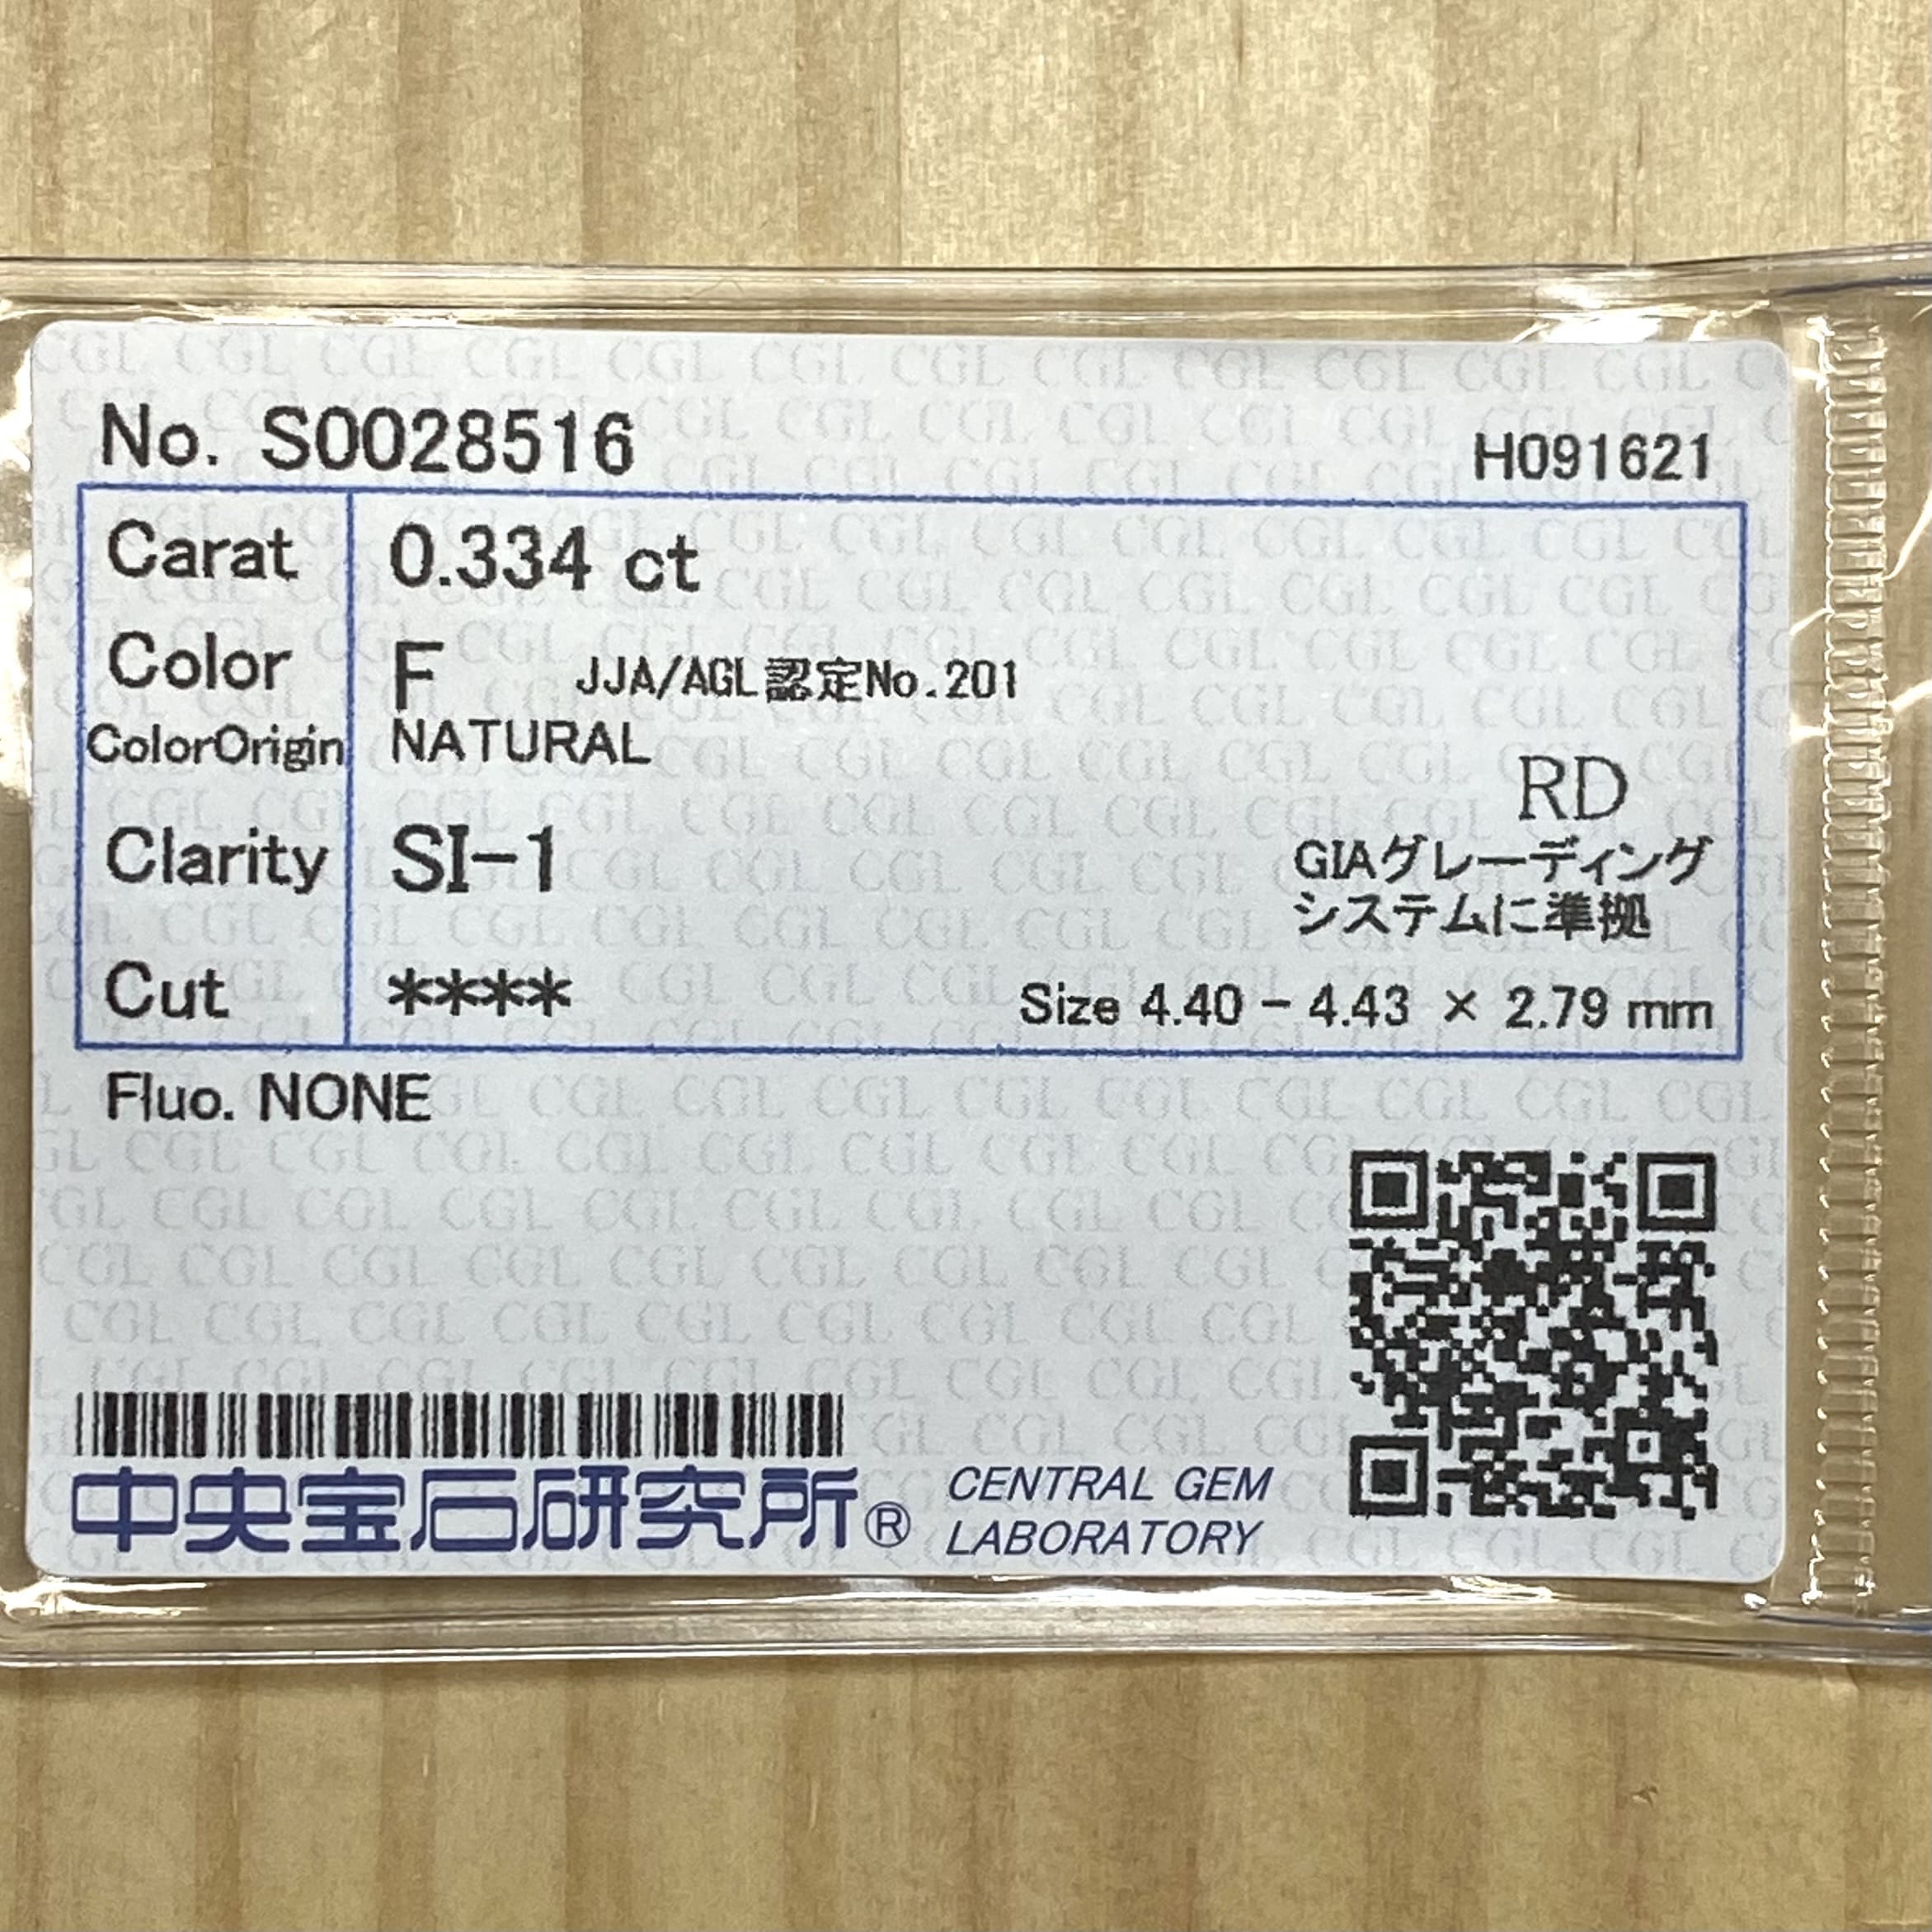 No. S0028516
H091621
Carat 0.334 ct
Color F JJA/AGL認定No.201
ColorOrigin NATURAL
RD
Clarity SI-1
GIAグレーディング
システムに準拠
Cut ****
Size 4.40 - 4.43 × 2.79 mm
Fluo. NONE
中央宝石研究所® CENTRAL GEM
LABORATORY